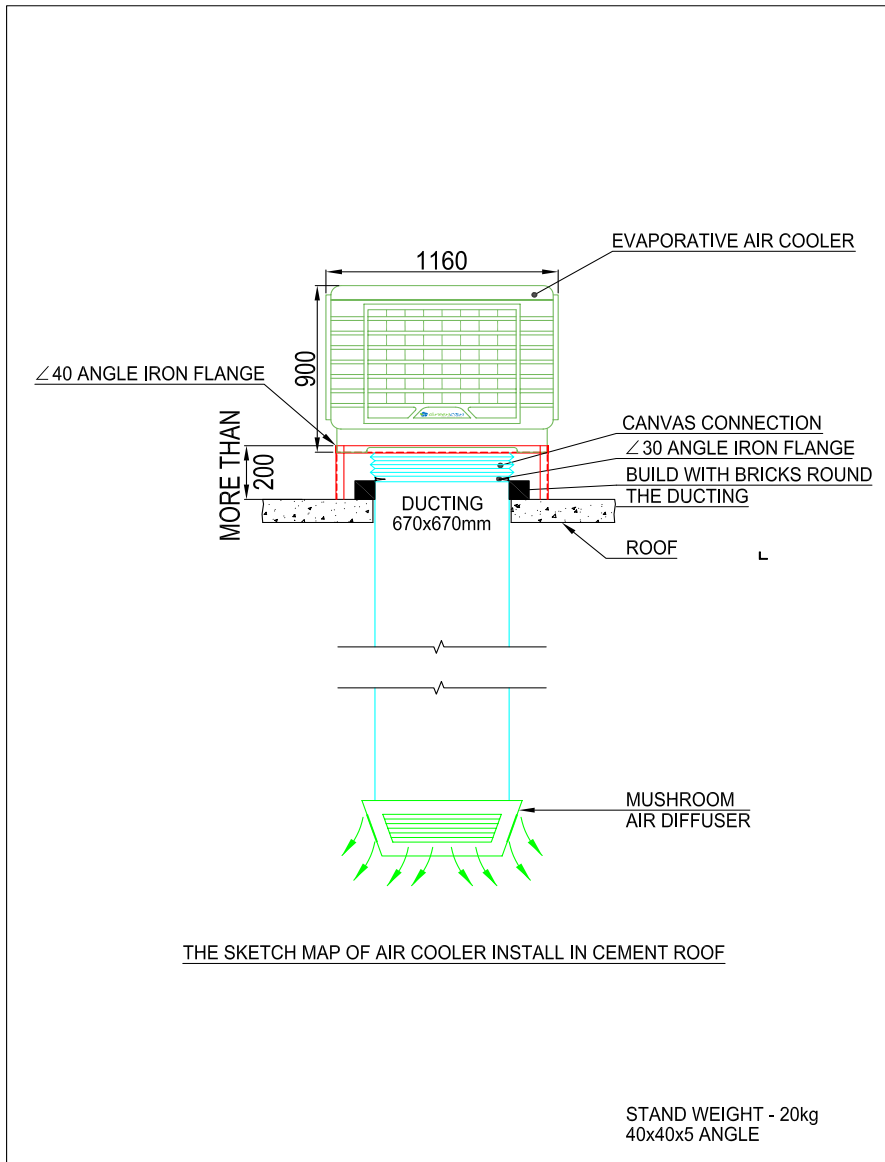 EVAPORATIVE AIR COOLER
1160
900
∠40 ANGLE IRON FLANGE
MORE THAN
200
CANVAS CONNECTION
∠30 ANGLE IRON FLANGE
BUILD WITH BRICKS ROUND
THE DUCTING
DUCTING
670x670mm
ROOF
MUSHROOM
AIR DIFFUSER
THE SKETCH MAP OF AIR COOLER INSTALL IN CEMENT ROOF
STAND WEIGHT - 20kg
40x40x5 ANGLE